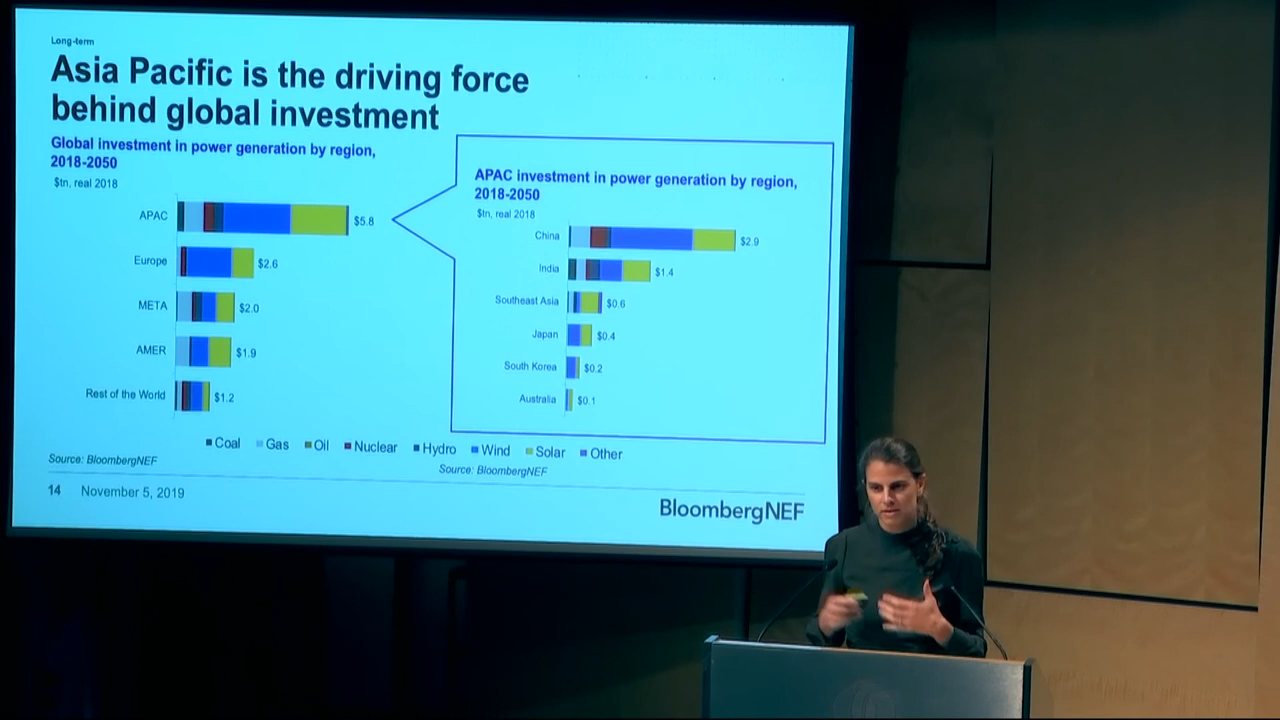 Long-term
Asia Pacific is the driving force
behind global investment
Global investment in power generation by region,
2018-2050
$tn, real 2018
APAC $5.8
Europe $2.6
META $2.0
AMER $1.9
Rest of the World $1.2
APAC investment in power generation by region,
2018-2050
$tn, real 2018
China $2.9
India $1.4
Southeast Asia $0.6
Japan $0.4
South Korea $0.2
Australia $0.1
Coal Gas Oil Nuclear Hydro Wind Solar Other
Source: BloombergNEF
Source: BloombergNEF
14 November 5, 2019
BloombergNEF